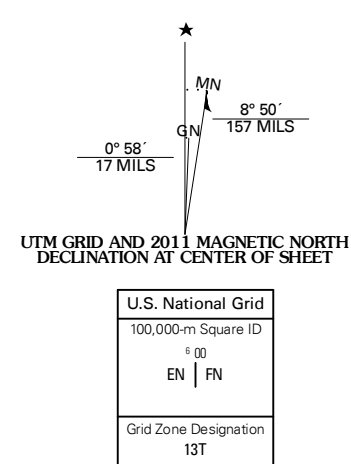 MN
GN
8° 50´
157 MILS
0° 58´
17 MILS
UTM GRID AND 2011 MAGNETIC NORTH
DECLINATION AT CENTER OF SHEET
U.S. National Grid
100,000-m Square ID
6 00
EN | FN
Grid Zone Designation
13T